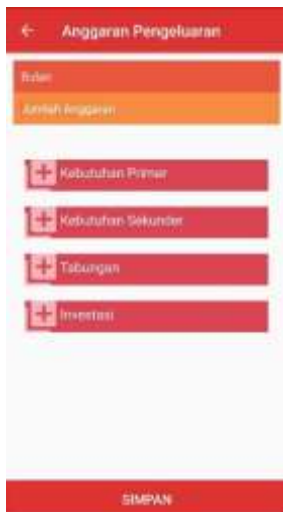 Anggaran Pengeluaran
Bulan
Jumlah Anggaran
Kebutuhan Primer
Kebutuhan Sekunder
Tabungan
Investasi
SIMPAN